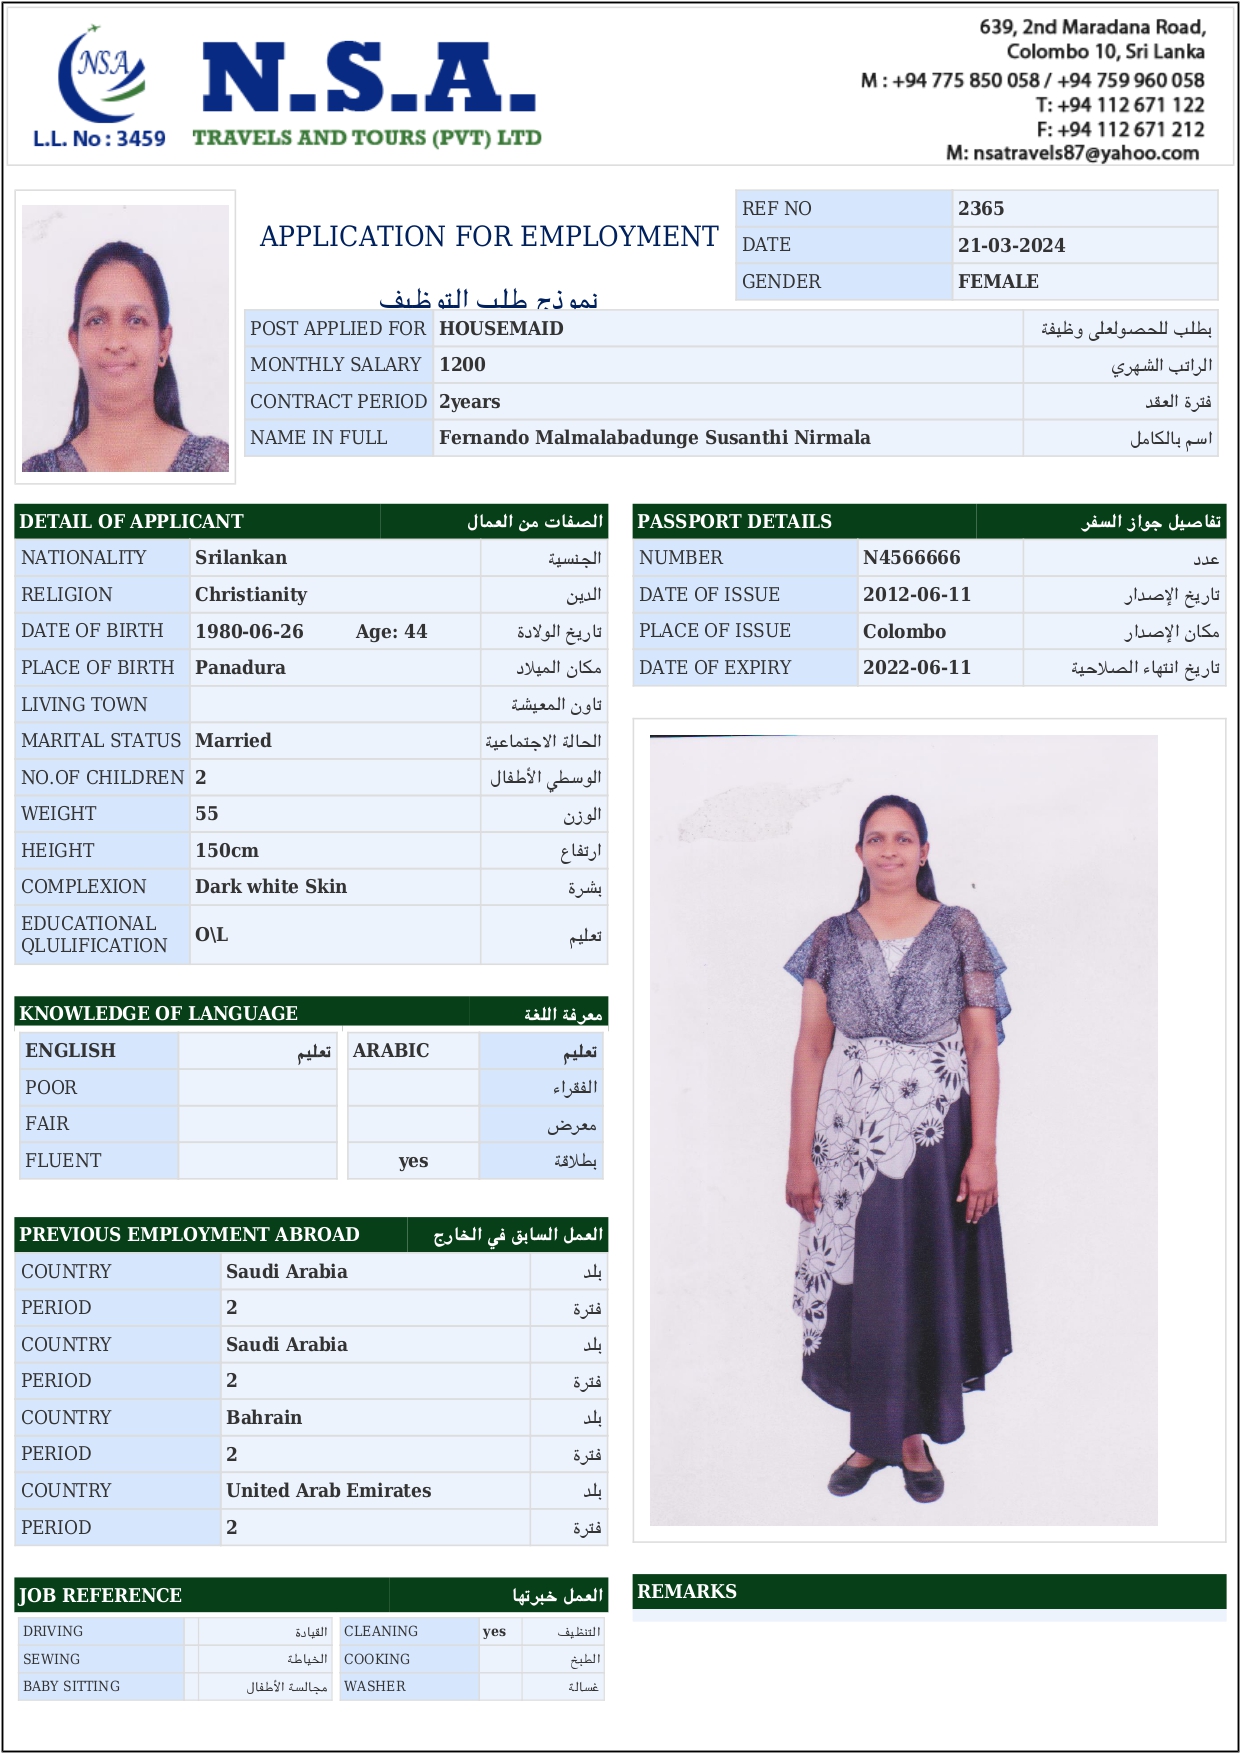 NSA
L.L. No : 3459
N.S.A.
TRAVELS AND TOURS (PVT) LTD
639, 2nd Maradana Road,
Colombo 10, Sri Lanka
M : +94 775 850 058 / +94 759 960 058
T: +94 112 671 122
F: +94 112 671 212
M: nsatravels87@yahoo.com
APPLICATION FOR EMPLOYMENT
نموذج طلب التوظيف
REF NO 2365
DATE 21-03-2024
GENDER FEMALE
POST APPLIED FOR HOUSEMAID بطلب للحصولعلى وظيفة
MONTHLY SALARY 1200 الراتب الشهري
CONTRACT PERIOD 2years فترة العقد
NAME IN FULL Fernando Malmalabadunge Susanthi Nirmala اسم بالكامل
DETAIL OF APPLICANT الصفات من العمال
NATIONALITY Srilankan الجنسية
RELIGION Christianity الدين
DATE OF BIRTH 1980-06-26 Age: 44 تاريخ الولادة
PLACE OF BIRTH Panadura مكان الميلاد
LIVING TOWN تاون المعيشة
MARITAL STATUS Married الحالة الاجتماعية
NO.OF CHILDREN 2 الوسطي الأطفال
WEIGHT 55 الوزن
HEIGHT 150cm ارتفاع
COMPLEXION Dark white Skin بشرة
EDUCATIONAL
QLULIFICATION O\L تعليم
PASSPORT DETAILS تفاصيل جواز السفر
NUMBER N4566666 عدد
DATE OF ISSUE 2012-06-11 تاريخ الإصدار
PLACE OF ISSUE Colombo مكان الإصدار
DATE OF EXPIRY 2022-06-11 تاريخ انتهاء الصلاحية
KNOWLEDGE OF LANGUAGE معرفة اللغة
ENGLISH تعليم ARABIC تعليم
POOR الفقراء
FAIR معرض
FLUENT yes بطلاقة
PREVIOUS EMPLOYMENT ABROAD العمل السابق في الخارج
COUNTRY Saudi Arabia بلد
PERIOD 2 فترة
COUNTRY Saudi Arabia بلد
PERIOD 2 فترة
COUNTRY Bahrain بلد
PERIOD 2 فترة
COUNTRY United Arab Emirates بلد
PERIOD 2 فترة
JOB REFERENCE العمل خبرتها
DRIVING القيادة CLEANING yes التنظيف
SEWING الخياطة COOKING الطبخ
BABY SITTING مجالسة الأطفال WASHER غسالة
REMARKS